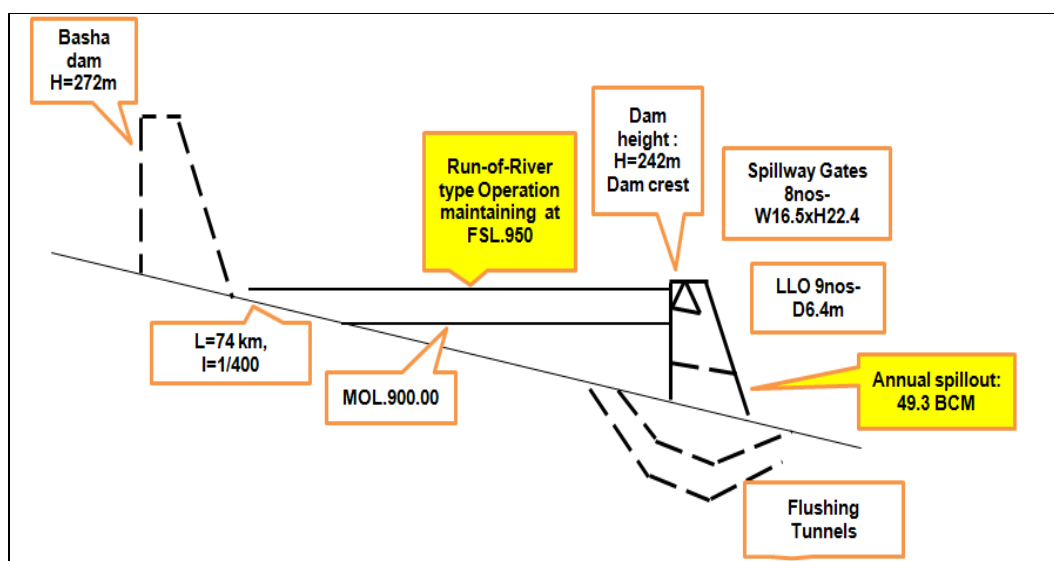 Basha
dam
H=272m
Dam
height :
H=242m
Dam crest
Run-of-River
type Operation
maintaining at
FSL.950
Spillway Gates
8nos-
W16.5xH22.4
LLO 9nos-
D6.4m
L=74 km,
I=1/400
MOL.900.00
Annual spillout:
49.3 BCM
Flushing
Tunnels